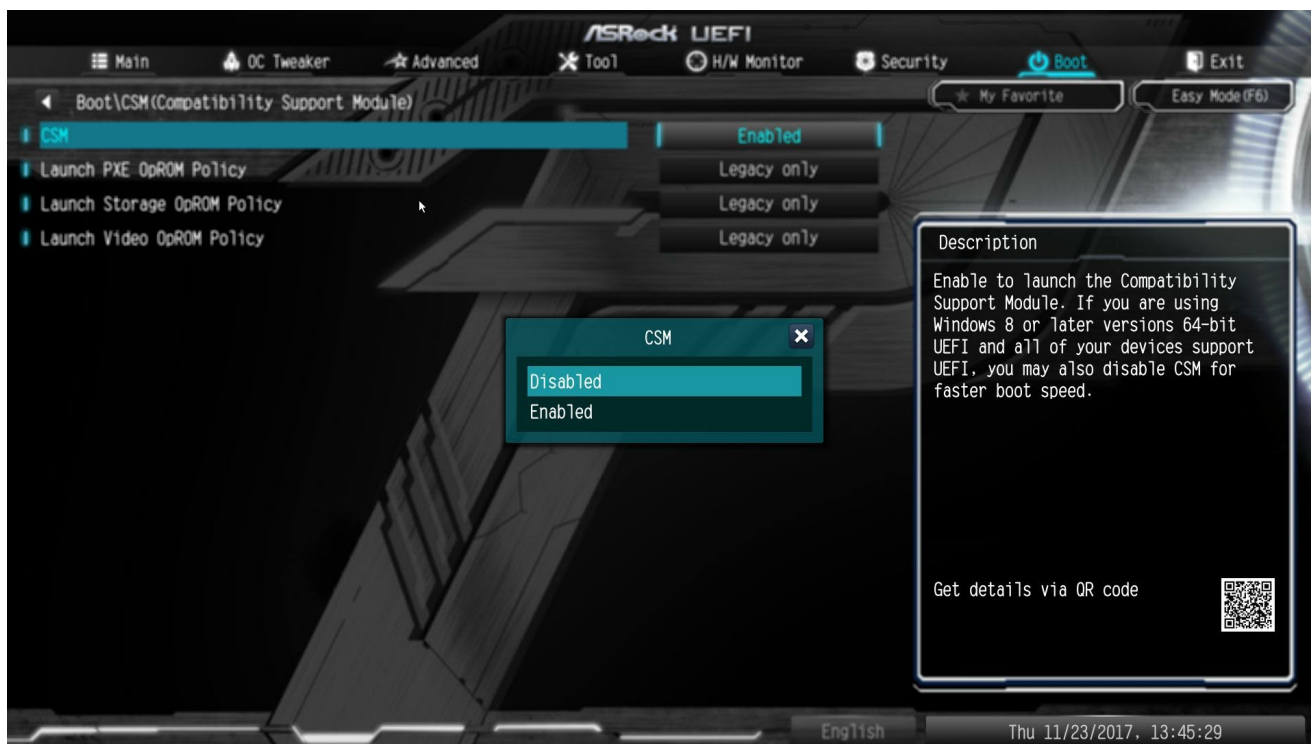 ASRock UEFI
Main OC Tweaker Advanced Tool H/W Monitor Security Boot Exit
Boot\CSM(Compatibility Support Module)
My Favorite Easy Mode(F6)
CSM Enabled
Launch PXE OpROM Policy Legacy only
Launch Storage OpROM Policy Legacy only
Launch Video OpROM Policy Legacy only
Description
Enable to launch the Compatibility
Support Module. If you are using
Windows 8 or later versions 64-bit
UEFI and all of your devices support
UEFI, you may also disable CSM for
faster boot speed.
CSM
Disabled
Enabled
Get details via QR code
English Thu 11/23/2017, 13:45:29